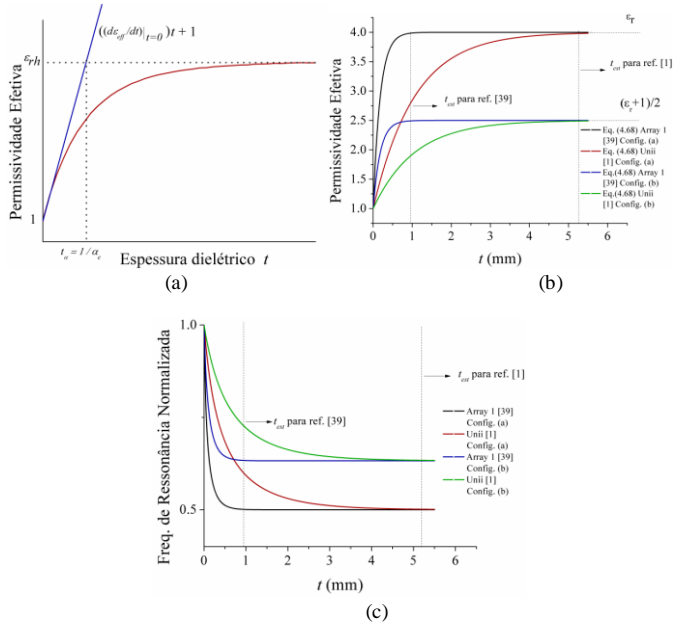 ((dε_eff/dt)|_{t=0})t + 1
ε_rh
Permissividade Efetiva
1
t_α = 1/α_e
Espessura dielétrico t
(a)
Permissividade Efetiva
4.0
3.5
3.0
2.5
2.0
1.5
1.0
ε_r
t_est para ref. [1]
t_est para ref. [39]
(ε_r+1)/2
Eq. (4.68) Array 1
[39] Config. (a)
Eq. (4.68) Unii
[1] Config. (a)
Eq.(4.68) Array 1
[39] Config. (b)
Eq.(4.68) Unii
[1] Config. (b)
0 1 2 3 4 5 6
t (mm)
(b)
Freq. de Ressonância Normalizada
1.0
0.5
t_est para ref. [1]
t_est para ref. [39]
Array 1 [39]
Config. (a)
Unii [1]
Config. (a)
Array 1 [39]
Config. (b)
Unii [1]
Config. (b)
0 1 2 3 4 5 6
t (mm)
(c)